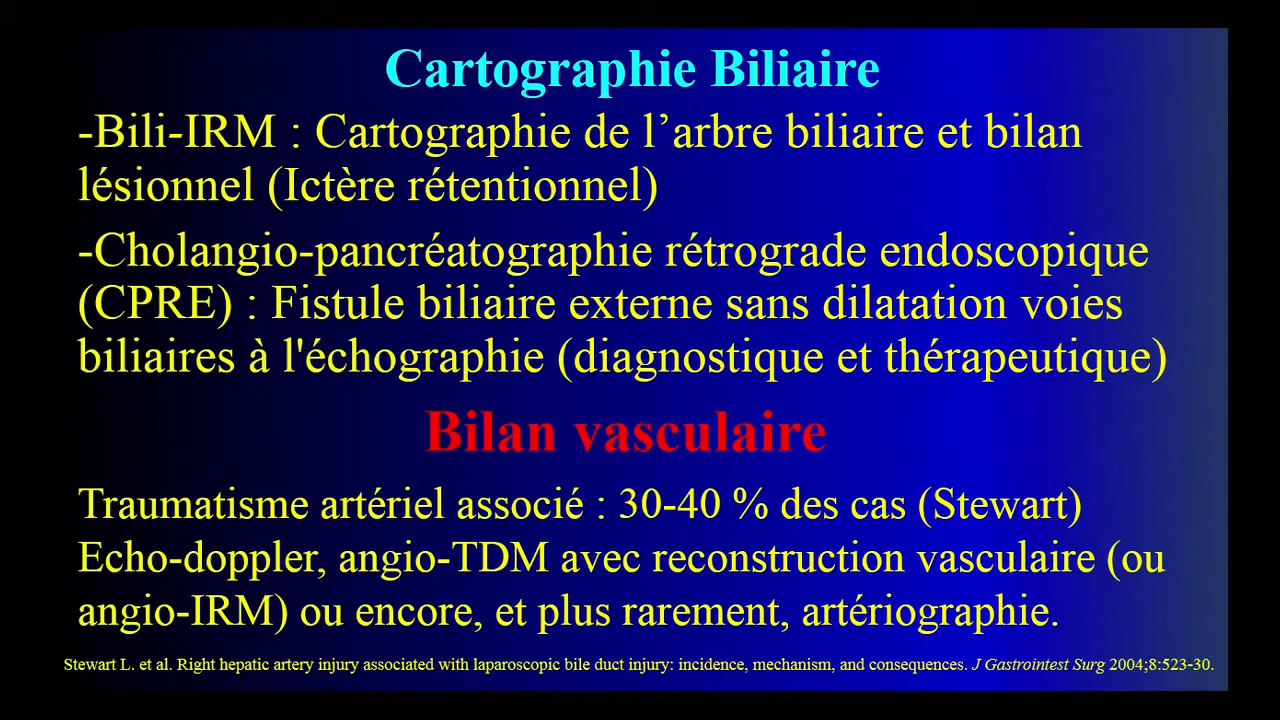 Cartographie Biliaire
-Bili-IRM : Cartographie de l’arbre biliaire et bilan
lésionnel (Ictère rétentionnel)
-Cholangio-pancréatographie rétrograde endoscopique
(CPRE) : Fistule biliaire externe sans dilatation voies
biliaires à l'échographie (diagnostique et thérapeutique)
Bilan vasculaire
Traumatisme artériel associé : 30-40 % des cas (Stewart)
Echo-doppler, angio-TDM avec reconstruction vasculaire (ou
angio-IRM) ou encore, et plus rarement, artériographie.
Stewart L. et al. Right hepatic artery injury associated with laparoscopic bile duct injury: incidence, mechanism, and consequences. J Gastrointest Surg 2004;8:523-30.